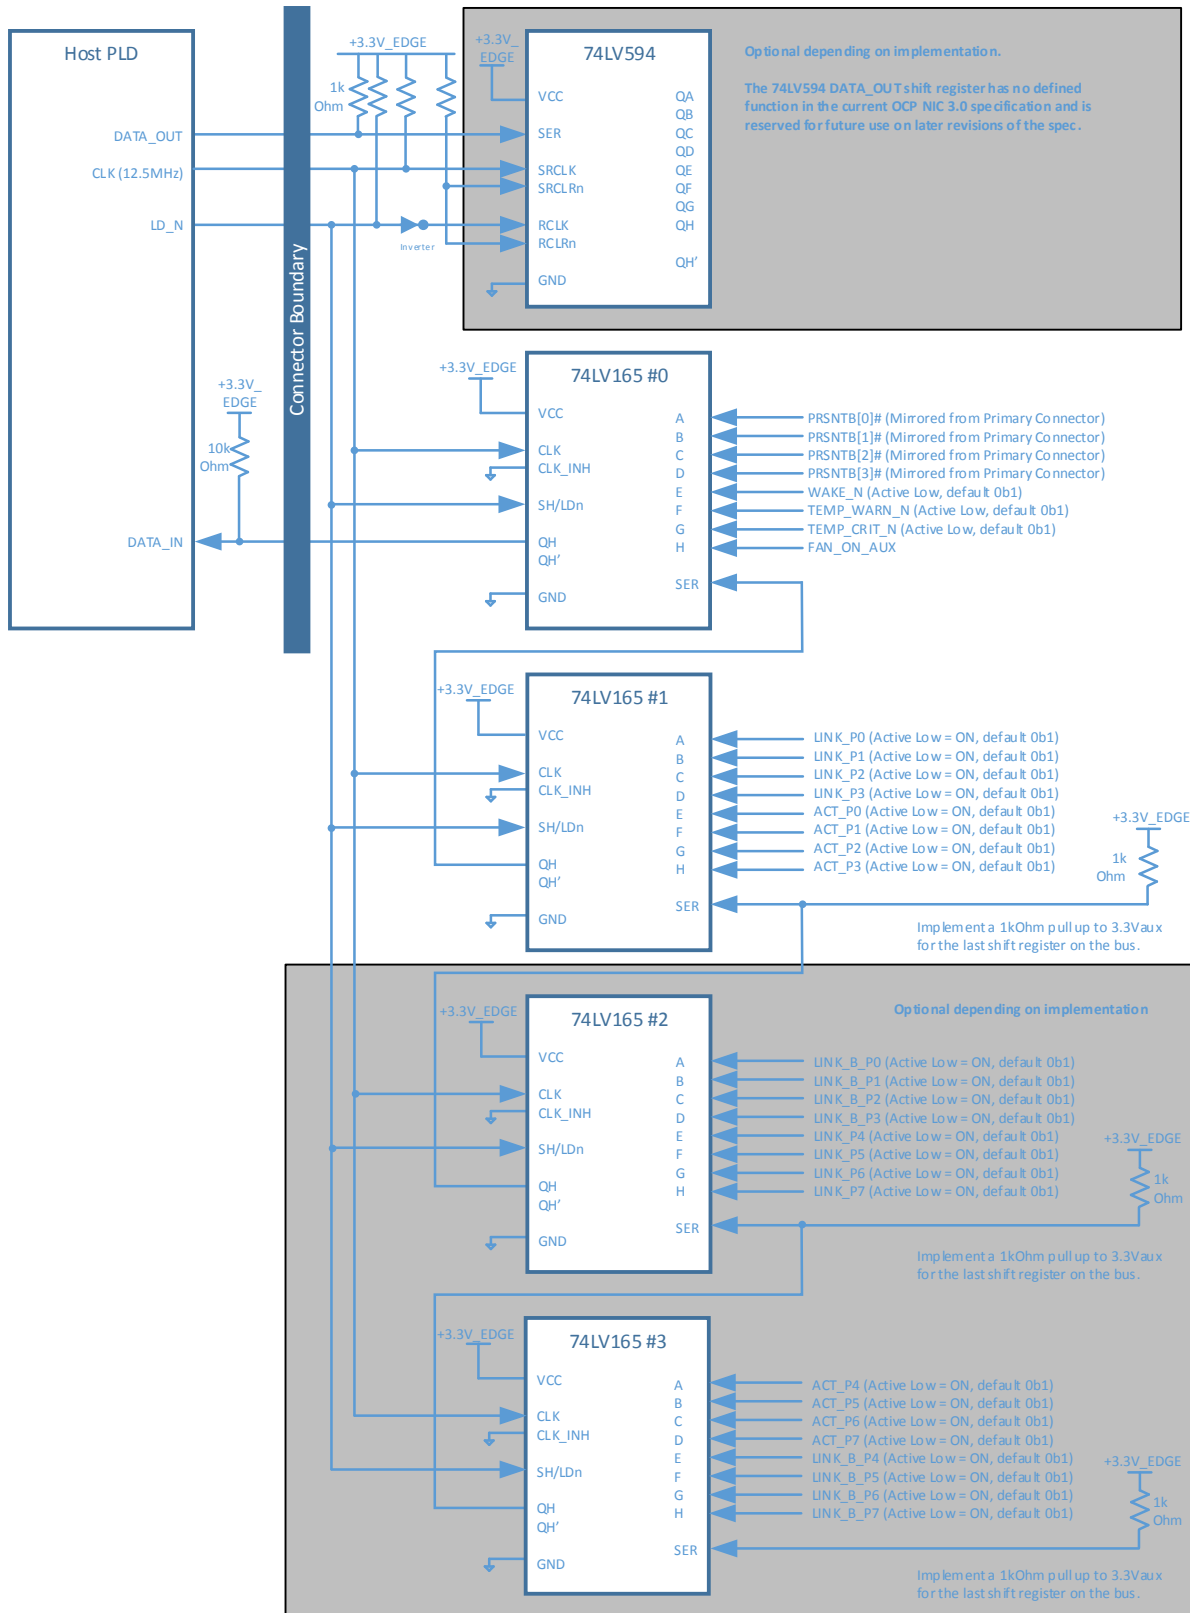 Host PLD
DATA_OUT
CLK (12.5MHz)
LD_N
+3.3V_
EDGE
10k
Ohm
DATA_IN
Connector Boundary
+3.3V_EDGE
1k
Ohm
Inverter
+3.3V_
EDGE
74LV594
VCC
SER
SRCLK
SRCLRn
RCLK
RCLRn
GND
QA
QB
QC
QD
QE
QF
QG
QH
QH’
Optional depending on implementation.
The 74LV594 DATA_OUT shift register has no defined
function in the current OCP NIC 3.0 specification and is
reserved for future use on later revisions of the spec.
+3.3V_EDGE
74LV165 #0
VCC
CLK
CLK_INH
SH/LDn
QH
QH’
GND
A
B
C
D
E
F
G
H
SER
PRSNTB[0]# (Mirrored from Primary Connector)
PRSNTB[1]# (Mirrored from Primary Connector)
PRSNTB[2]# (Mirrored from Primary Connector)
PRSNTB[3]# (Mirrored from Primary Connector)
WAKE_N (Active Low, default 0b1)
TEMP_WARN_N (Active Low, default 0b1)
TEMP_CRIT_N (Active Low, default 0b1)
FAN_ON_AUX
+3.3V_EDGE
74LV165 #1
VCC
CLK
CLK_INH
SH/LDn
QH
QH’
GND
A
B
C
D
E
F
G
H
SER
LINK_P0 (Active Low = ON, default 0b1)
LINK_P1 (Active Low = ON, default 0b1)
LINK_P2 (Active Low = ON, default 0b1)
LINK_P3 (Active Low = ON, default 0b1)
ACT_P0 (Active Low = ON, default 0b1)
ACT_P1 (Active Low = ON, default 0b1)
ACT_P2 (Active Low = ON, default 0b1)
ACT_P3 (Active Low = ON, default 0b1)
+3.3V_EDGE
1k
Ohm
Implement a 1kOhm pull up to 3.3Vaux
for the last shift register on the bus.
Optional depending on implementation
+3.3V_EDGE
74LV165 #2
VCC
CLK
CLK_INH
SH/LDn
QH
QH’
GND
A
B
C
D
E
F
G
H
SER
LINK_B_P0 (Active Low = ON, default 0b1)
LINK_B_P1 (Active Low = ON, default 0b1)
LINK_B_P2 (Active Low = ON, default 0b1)
LINK_B_P3 (Active Low = ON, default 0b1)
LINK_P4 (Active Low = ON, default 0b1)
LINK_P5 (Active Low = ON, default 0b1)
LINK_P6 (Active Low = ON, default 0b1)
LINK_P7 (Active Low = ON, default 0b1)
+3.3V_EDGE
1k
Ohm
Implement a 1kOhm pull up to 3.3Vaux
for the last shift register on the bus.
+3.3V_EDGE
74LV165 #3
VCC
CLK
CLK_INH
SH/LDn
QH
QH’
GND
A
B
C
D
E
F
G
H
SER
ACT_P4 (Active Low = ON, default 0b1)
ACT_P5 (Active Low = ON, default 0b1)
ACT_P6 (Active Low = ON, default 0b1)
ACT_P7 (Active Low = ON, default 0b1)
LINK_B_P4 (Active Low = ON, default 0b1)
LINK_B_P5 (Active Low = ON, default 0b1)
LINK_B_P6 (Active Low = ON, default 0b1)
LINK_B_P7 (Active Low = ON, default 0b1)
+3.3V_EDGE
1k
Ohm
Implement a 1kOhm pull up to 3.3Vaux
for the last shift register on the bus.